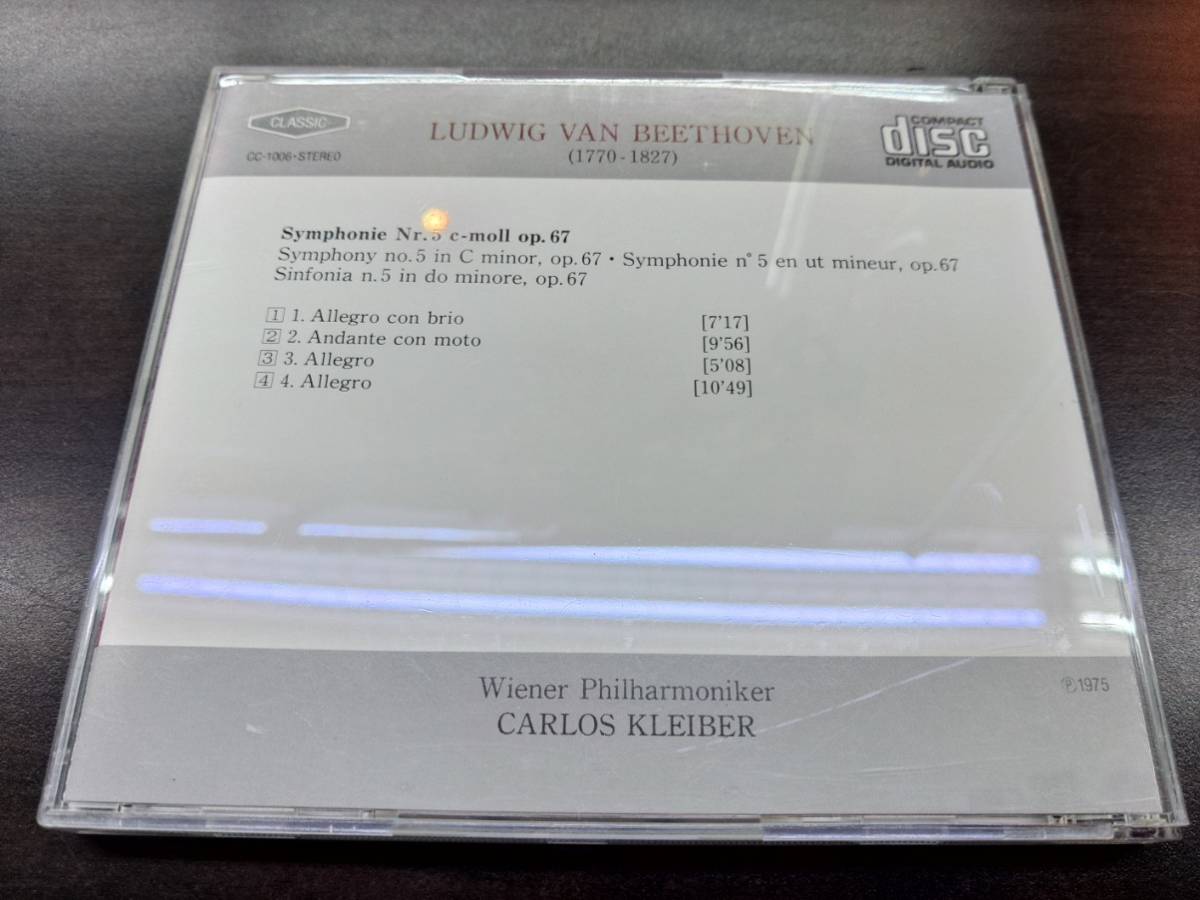 CLASSIC
CC-1006・STEREO
LUDWIG VAN BEETHOVEN
(1770-1827)
COMPACT
disc
DIGITAL AUDIO
Symphonie Nr.5 c-moll op.67
Symphony no.5 in C minor, op.67・Symphonie n°5 en ut mineur, op.67
Sinfonia n.5 in do minore, op.67
1 1. Allegro con brio [7'17]
2 2. Andante con moto [9'56]
3 3. Allegro [5'08]
4 4. Allegro [10'49]
Wiener Philharmoniker
CARLOS KLEIBER
℗1975